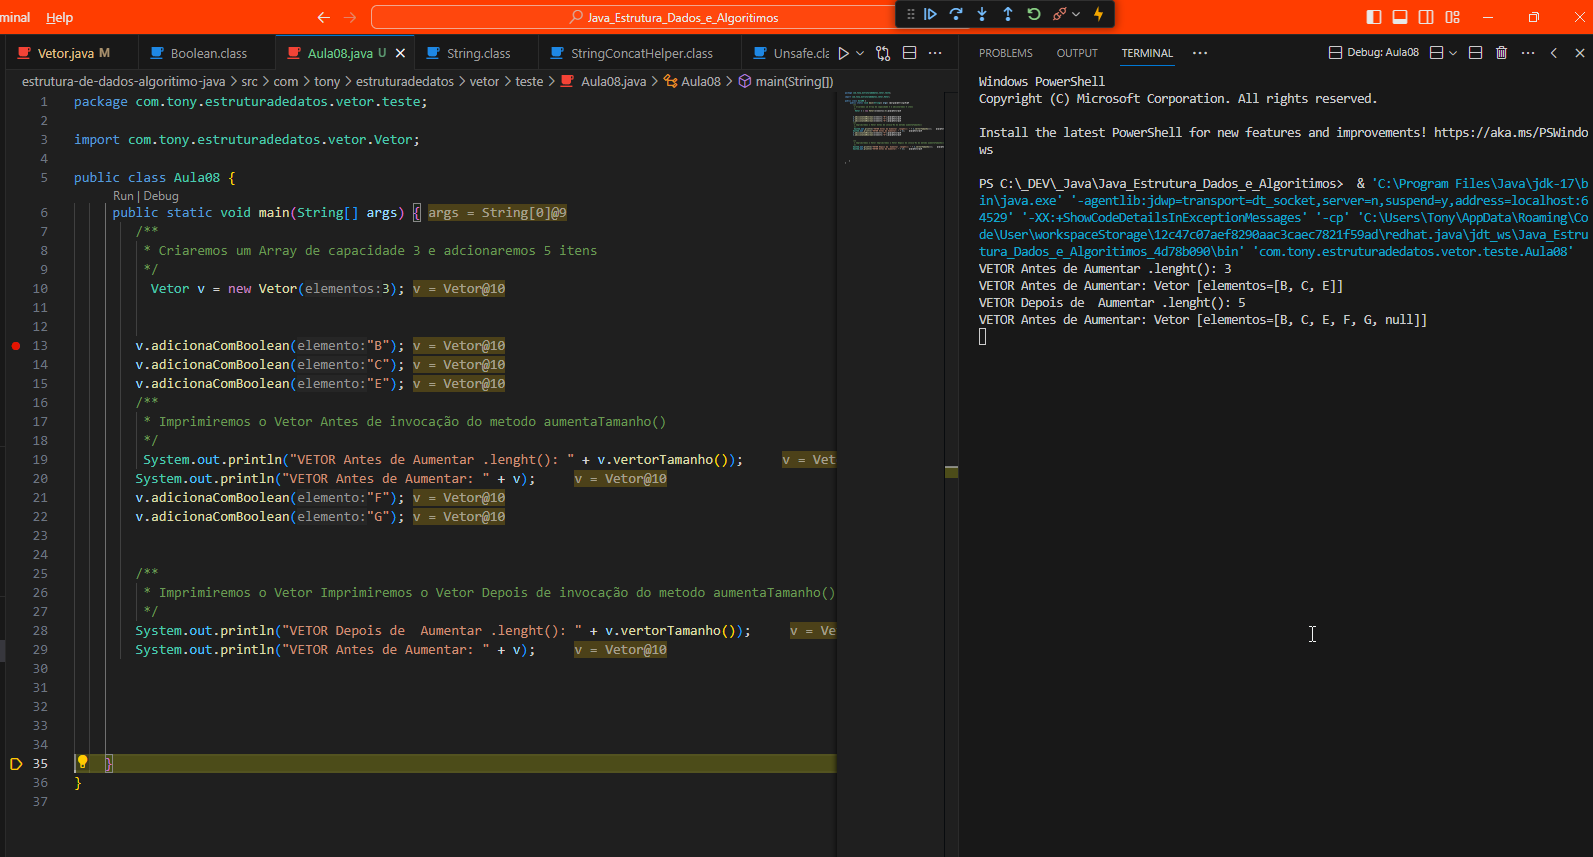 minal Help
Java_Estrutura_Dados_e_Algoritimos
Vetor.java M
Boolean.class
Aula08.java U
String.class
StringConcatHelper.class
Unsafe.cla
estrutura-de-dados-algoritimo-java > src > com > tony > estruturadedatos > vetor > teste > Aula08.java > Aula08 > main(String[])
1 package com.tony.estruturadedatos.vetor.teste;
2
3 import com.tony.estruturadedatos.vetor.Vetor;
4
5 public class Aula08 {
Run | Debug
6 public static void main(String[] args) { args = String[0]@9
7 /**
8 * Criaremos um Array de capacidade 3 e adcionaremos 5 itens
9 */
10 Vetor v = new Vetor(elementos:3); v = Vetor@10
11
12
13 v.adicionaComBoolean(elemento:"B"); v = Vetor@10
14 v.adicionaComBoolean(elemento:"C"); v = Vetor@10
15 v.adicionaComBoolean(elemento:"E"); v = Vetor@10
16 /**
17 * Imprimiremos o Vetor Antes de invocação do metodo aumentaTamanho()
18 */
19 System.out.println("VETOR Antes de Aumentar .lenght(): " + v.vertorTamanho()); v = Vet
20 System.out.println("VETOR Antes de Aumentar: " + v); v = Vetor@10
21 v.adicionaComBoolean(elemento:"F"); v = Vetor@10
22 v.adicionaComBoolean(elemento:"G"); v = Vetor@10
23
24
25 /**
26 * Imprimiremos o Vetor Imprimiremos o Vetor Depois de invocação do metodo aumentaTamanho()
27 */
28 System.out.println("VETOR Depois de  Aumentar .lenght(): " + v.vertorTamanho()); v = Ve
29 System.out.println("VETOR Antes de Aumentar: " + v); v = Vetor@10
30
31
32
33
34
35 }
36 }
37
PROBLEMS OUTPUT TERMINAL
Debug: Aula08
Windows PowerShell
Copyright (C) Microsoft Corporation. All rights reserved.
Install the latest PowerShell for new features and improvements! https://aka.ms/PSWindo
ws
PS C:\_DEV\_Java\Java_Estrutura_Dados_e_Algoritimos>  & 'C:\Program Files\Java\jdk-17\b
in\java.exe' '-agentlib:jdwp=transport=dt_socket,server=n,suspend=y,address=localhost:6
4529' '-XX:+ShowCodeDetailsInExceptionMessages' '-cp' 'C:\Users\Tony\AppData\Roaming\Co
de\User\workspaceStorage\12c47c07aef8290aac3caec7821f59ad\redhat.java\jdt_ws\Java_Estru
tura_Dados_e_Algoritimos_4d78b090\bin' 'com.tony.estruturadedatos.vetor.teste.Aula08'
VETOR Antes de Aumentar .lenght(): 3
VETOR Antes de Aumentar: Vetor [elementos=[B, C, E]]
VETOR Depois de  Aumentar .lenght(): 5
VETOR Antes de Aumentar: Vetor [elementos=[B, C, E, F, G, null]]